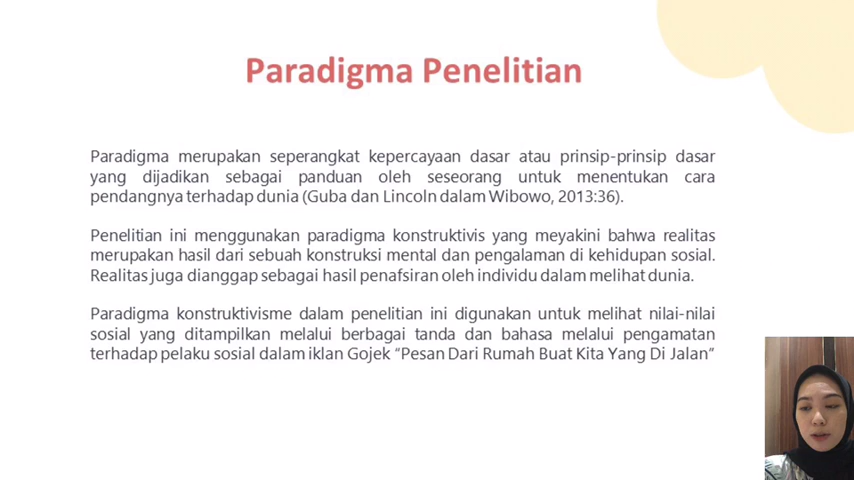 Paradigma Penelitian
Paradigma merupakan seperangkat kepercayaan dasar atau prinsip-prinsip dasar
yang dijadikan sebagai panduan oleh seseorang untuk menentukan cara
pendangnya terhadap dunia (Guba dan Lincoln dalam Wibowo, 2013:36).
Penelitian ini menggunakan paradigma konstruktivis yang meyakini bahwa realitas
merupakan hasil dari sebuah konstruksi mental dan pengalaman di kehidupan sosial.
Realitas juga dianggap sebagai hasil penafsiran oleh individu dalam melihat dunia.
Paradigma konstruktivisme dalam penelitian ini digunakan untuk melihat nilai-nilai
sosial yang ditampilkan melalui berbagai tanda dan bahasa melalui pengamatan
terhadap pelaku sosial dalam iklan Gojek “Pesan Dari Rumah Buat Kita Yang Di Jalan”